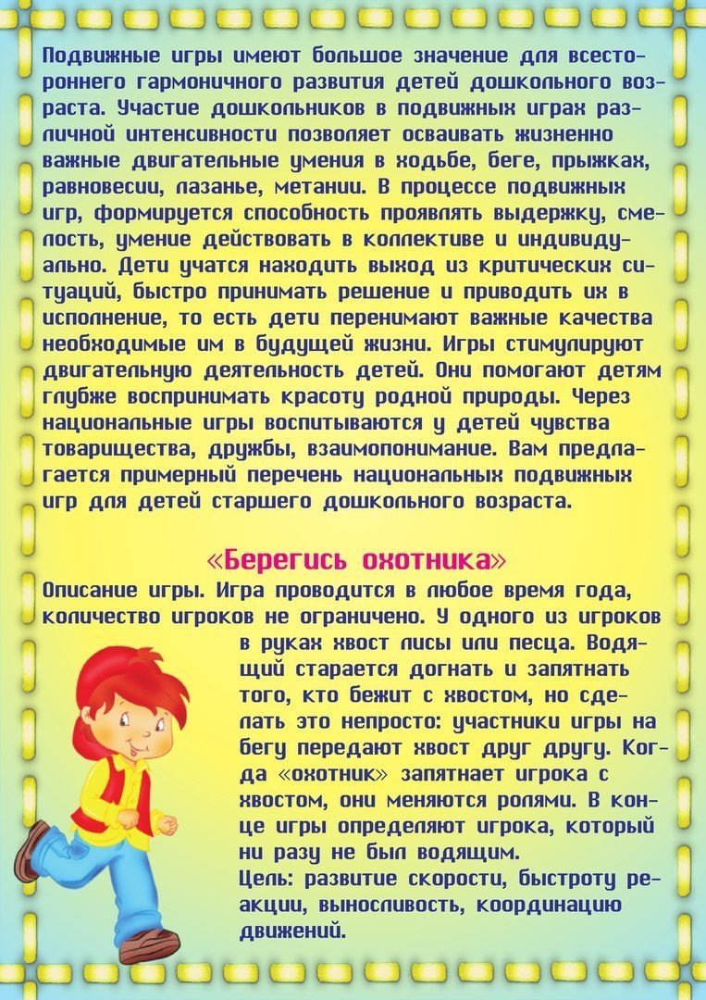 Подвижные игры имеют большое значение для всесто-
роннего гармоничного развития детей дошкольного воз-
раста. Участие дошкольников в подвижных играх раз-
личной интенсивности позволяет осваивать жизненно
важные двигательные умения в ходьбе, беге, прыжках,
равновесии, лазанье, метании. В процессе подвижных
игр, формируется способность проявлять выдержку, сме-
лость, умение действовать в коллективе и индивиду-
ально. Дети учатся находить выход из критических си-
туаций, быстро принимать решение и приводить их в
исполнение, то есть дети перенимают важные качества
необходимые им в будущей жизни. Игры стимулируют
двигательную деятельность детей. Они помогают детям
глубже воспринимать красоту родной природы. Через
национальные игры воспитываются у детей чувства
товарищества, дружбы, взаимопонимание. Вам предла-
гается примерный перечень национальных подвижных
игр для детей старшего дошкольного возраста.
«Берегись охотника»
Описание игры. Игра проводится в любое время года,
количество игроков не ограничено. У одного из игроков
в руках хвост лисы или песца. Водя-
щий старается догнать и запятнать
того, кто бежит с хвостом, но сде-
лать это непросто: участники игры на
бегу передают хвост друг другу. Ког-
да «охотник» запятнает игрока с
хвостом, они меняются ролями. В кон-
це игры определяют игрока, который
ни разу не был водящим.
Цель: развитие скорости, быстроту ре-
акции, выносливость, координацию
движений.